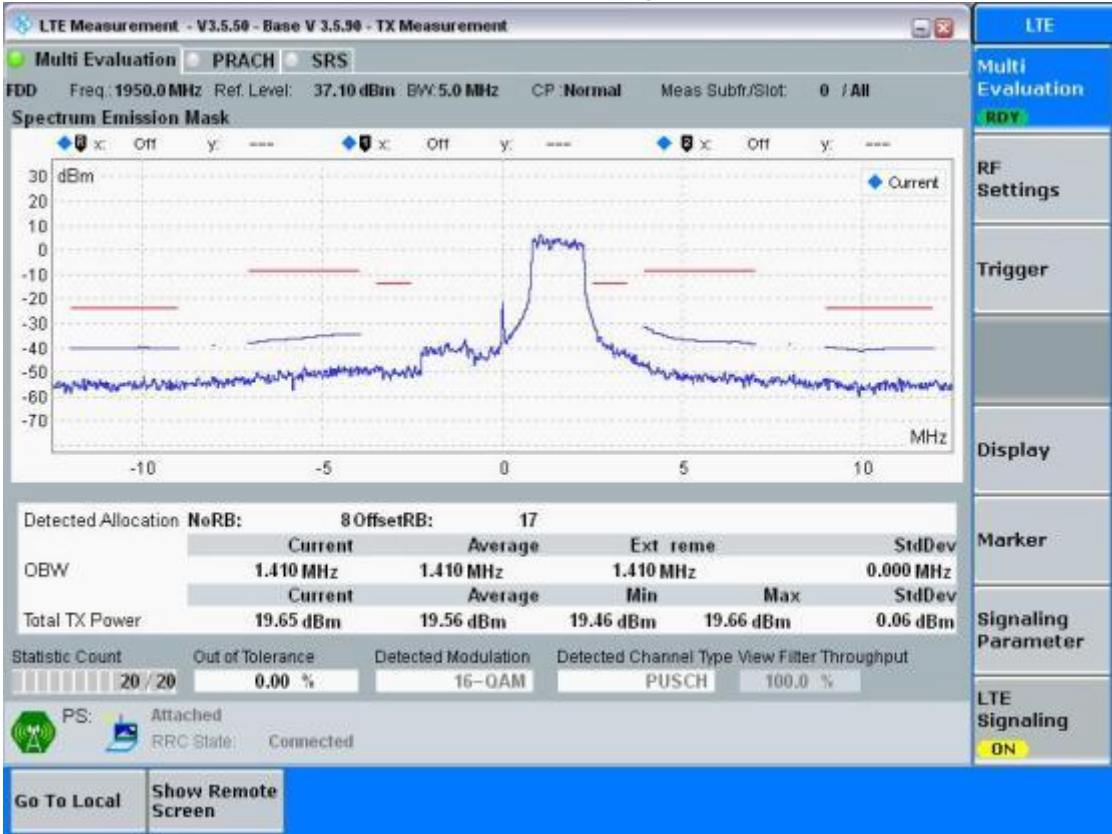 LTE Measurement - V3.5.50 - Base V 3.5.90 - TX Measurement
LTE
Multi Evaluation PRACH SRS
FDD Freq.: 1950.0 MHz Ref. Level: 37.10 dBm BW: 5.0 MHz CP :Normal Meas Subfr./Slot: 0 / All
Spectrum Emission Mask
x: Off y: --- x: Off y: --- x: Off y: ---
dBm
Current
30
20
10
0
-10
-20
-30
-40
-50
-60
-70
MHz
-10 -5 0 5 10
Detected Allocation NoRB: 8 OffsetRB: 17
Current Average Ext reme StdDev
OBW 1.410 MHz 1.410 MHz 1.410 MHz 0.000 MHz
Current Average Min Max StdDev
Total TX Power 19.65 dBm 19.56 dBm 19.46 dBm 19.66 dBm 0.06 dBm
Statistic Count Out of Tolerance Detected Modulation Detected Channel Type View Filter Throughput
20 / 20 0.00 % 16-QAM PUSCH 100.0 %
PS: Attached
RRC State: Connected
Multi
Evaluation
RDY
RF
Settings
Trigger
Display
Marker
Signaling
Parameter
LTE
Signaling
ON
Go To Local
Show Remote
Screen